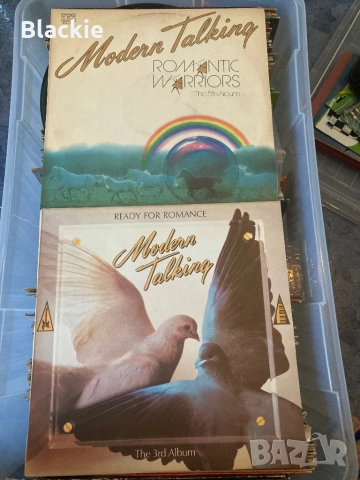 Blackie
Modern Talking
ROMANTIC
WARRIORS
The 5th Album
READY FOR ROMANCE
Modern
Talking
The 3rd Album
BAZAR